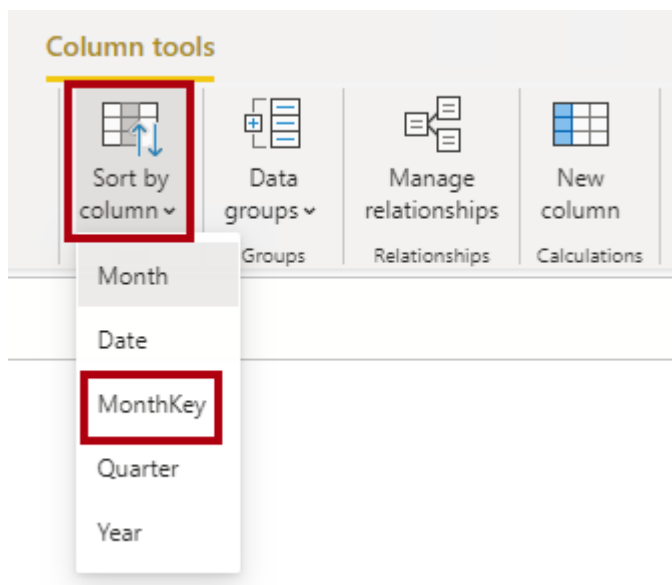 Column tools
Sort by
column
Data
groups
Manage
relationships
New
column
Groups
Relationships
Calculations
Month
Date
MonthKey
Quarter
Year